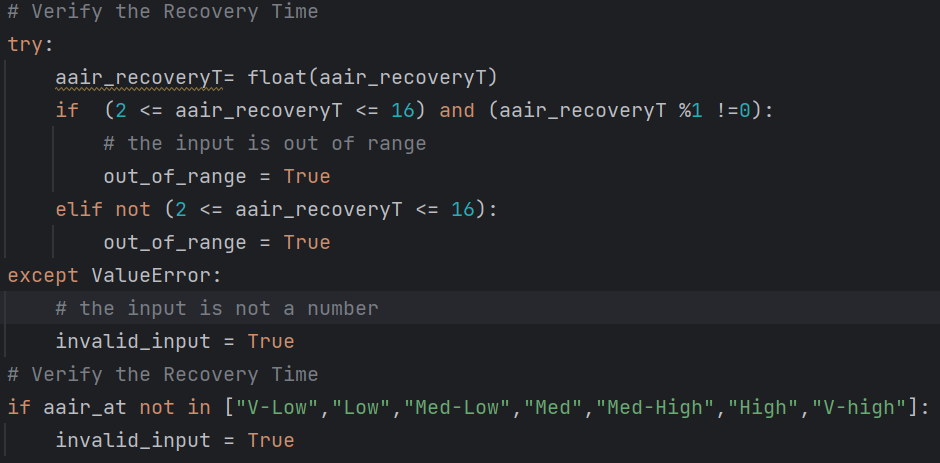 # Verify the Recovery Time
try:
    aair_recoveryT= float(aair_recoveryT)
    if  (2 <= aair_recoveryT <= 16) and (aair_recoveryT %1 !=0):
        # the input is out of range
        out_of_range = True
    elif not (2 <= aair_recoveryT <= 16):
        out_of_range = True
except ValueError:
    # the input is not a number
    invalid_input = True
# Verify the Recovery Time
if aair_at not in ["V-Low","Low","Med-Low","Med","Med-High","High","V-high"]:
    invalid_input = True